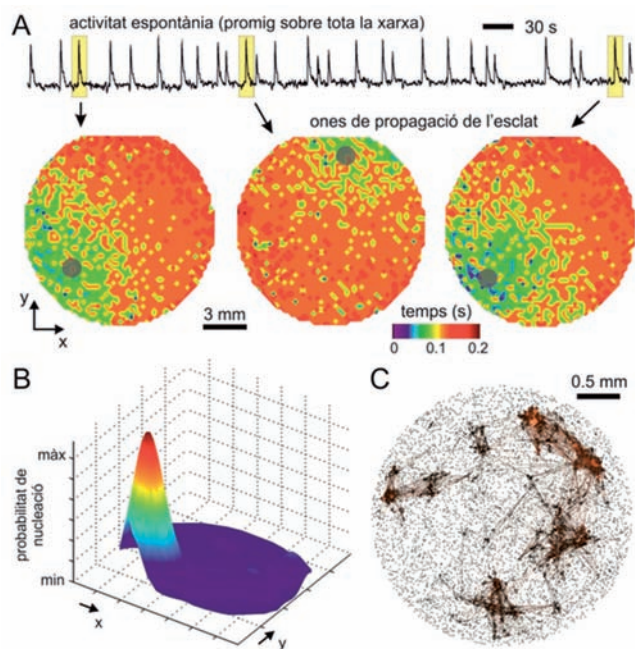 A
activitat espontània (promig sobre tota la xarxa)
30 s
ones de propagació de l'esclat
y
x
3 mm
temps (s)
0 0.1 0.2
B
C
0.5 mm
màx
probabilitat de
nucleació
min
x
y